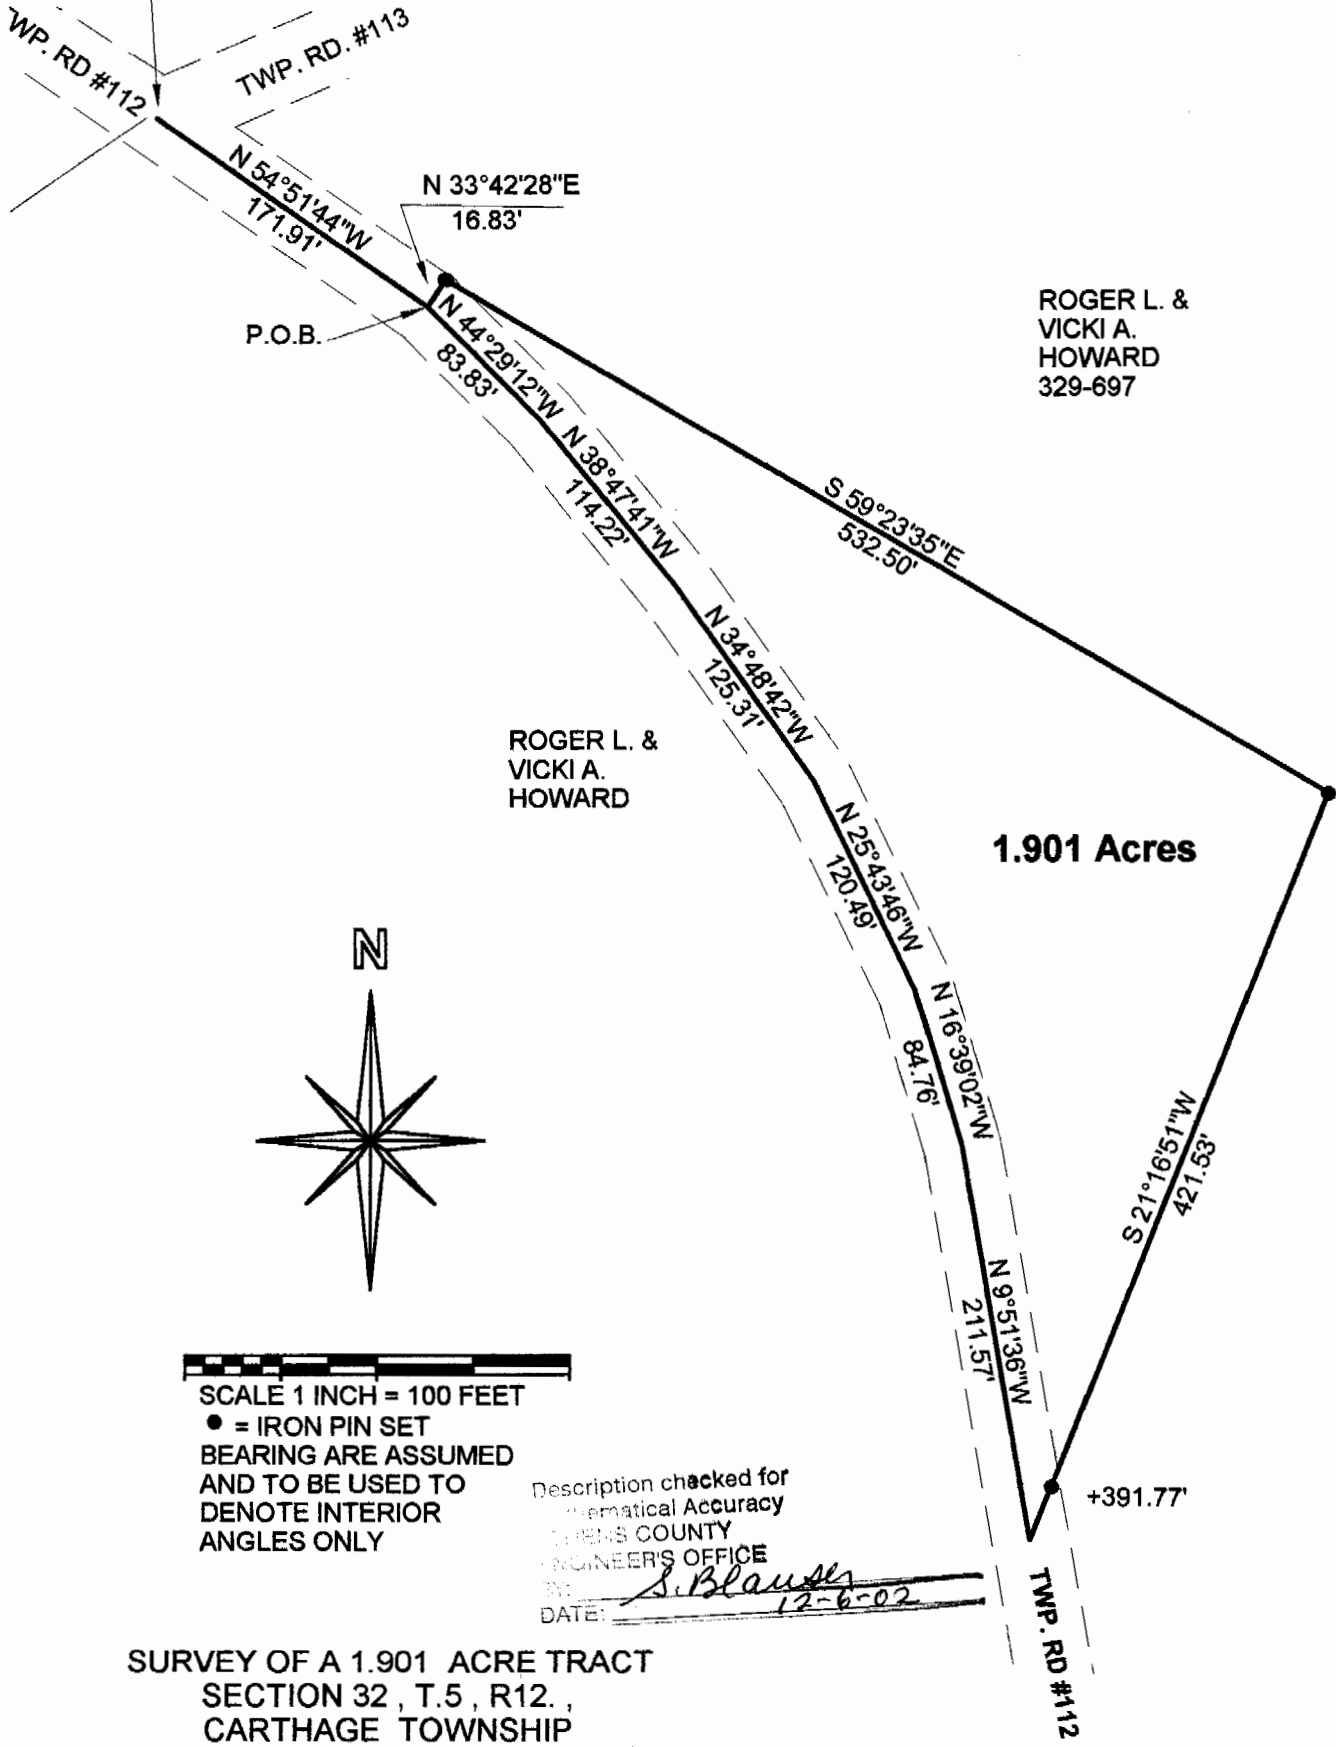 WP. RD #112
TWP. RD. #113
N 54°51'44"W
171.91'
N 33°42'28"E
16.83'
P.O.B.
N 44°29'12"W
83.83'
ROGER L. &
VICKI A.
HOWARD
329-697
N 38°47'41"W
114.22'
S 59°23'35"E
532.50'
N 34°48'42"W
125.31'
ROGER L. &
VICKI A.
HOWARD
N 25°43'46"W
120.49'
1.901 Acres
N
N 16°39'02"W
84.76'
S 21°16'51"W
421.53'
N 9°51'36"W
211.57'
SCALE 1 INCH = 100 FEET
● = IRON PIN SET
BEARING ARE ASSUMED
AND TO BE USED TO
DENOTE INTERIOR
ANGLES ONLY
+391.77'
Description checked for
ematical Accuracy
COUNTY
OFFICE
S. Blauser
DATE: 12-6-02
TWP. RD #112
SURVEY OF A 1.901 ACRE TRACT
SECTION 32 , T.5 , R12. ,
CARTHAGE TOWNSHIP